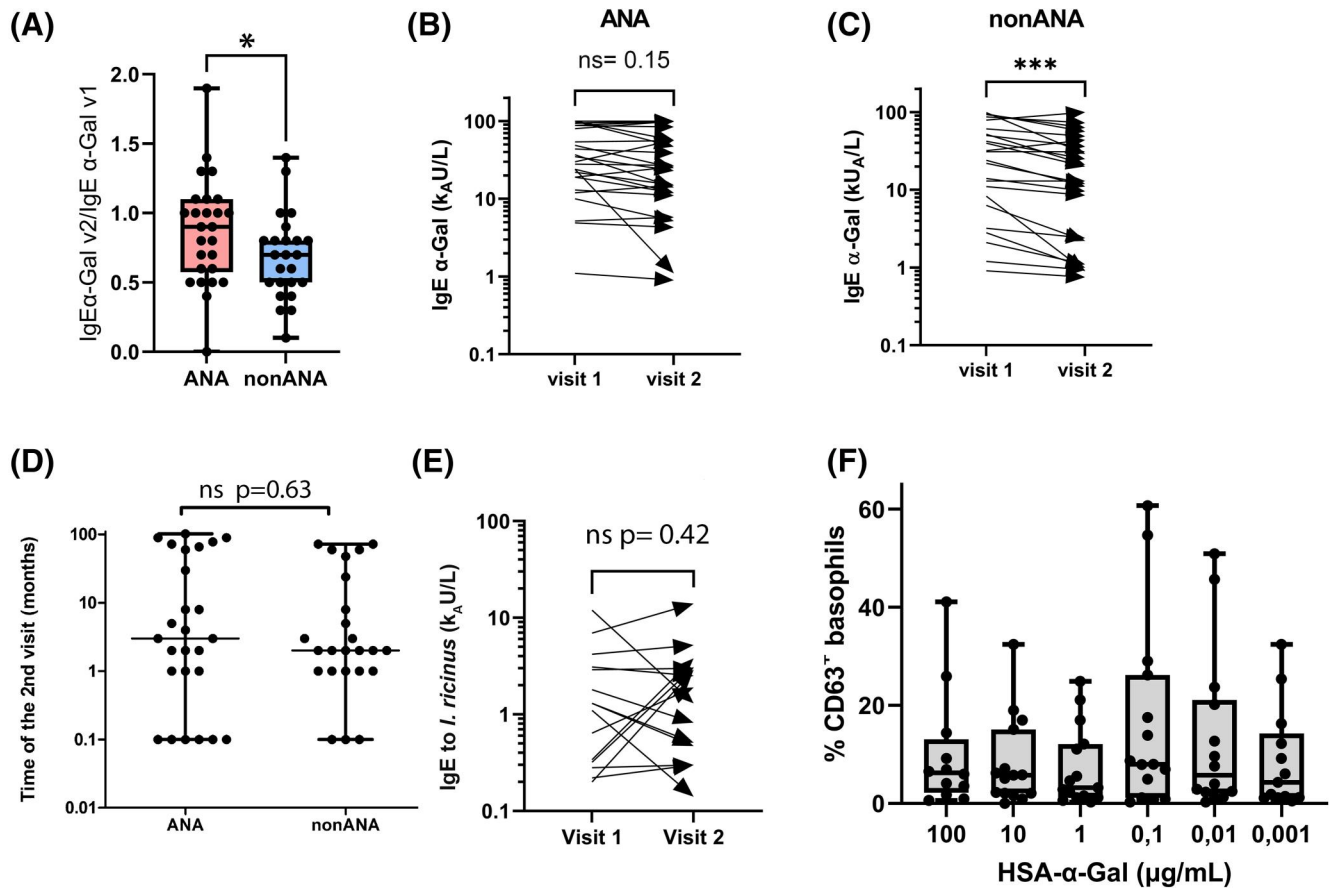 (A)
*
IgEα-Gal v2/IgE α-Gal v1
2.0
1.5
1.0
0.5
0.0
ANA nonANA
(B)
ANA
ns= 0.15
IgE α-Gal (kAU/L)
100
10
1
0.1
visit 1 visit 2
(C)
nonANA
***
IgE α-Gal (kUA/L)
100
10
1
0.1
visit 1 visit 2
(D)
ns p=0.63
Time of the 2nd visit (months)
100
10
1
0.1
0.01
ANA nonANA
(E)
ns p= 0.42
IgE to I. ricinus (kAU/L)
100
10
1
0.1
Visit 1 Visit 2
(F)
% CD63+ basophils
60
40
20
0
100 10 1 0,1 0,01 0,001
HSA-α-Gal (µg/mL)